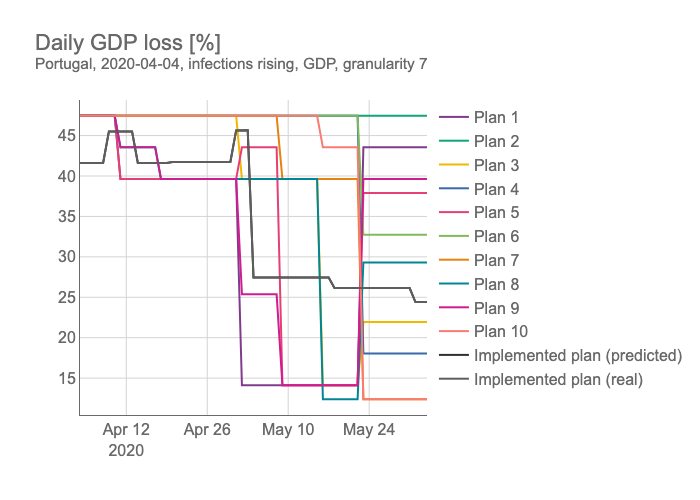 Daily GDP loss [%]
Portugal, 2020-04-04, infections rising, GDP, granularity 7
45
40
35
30
25
20
15
Apr 12
2020
Apr 26
May 10
May 24
Plan 1
Plan 2
Plan 3
Plan 4
Plan 5
Plan 6
Plan 7
Plan 8
Plan 9
Plan 10
Implemented plan (predicted)
Implemented plan (real)